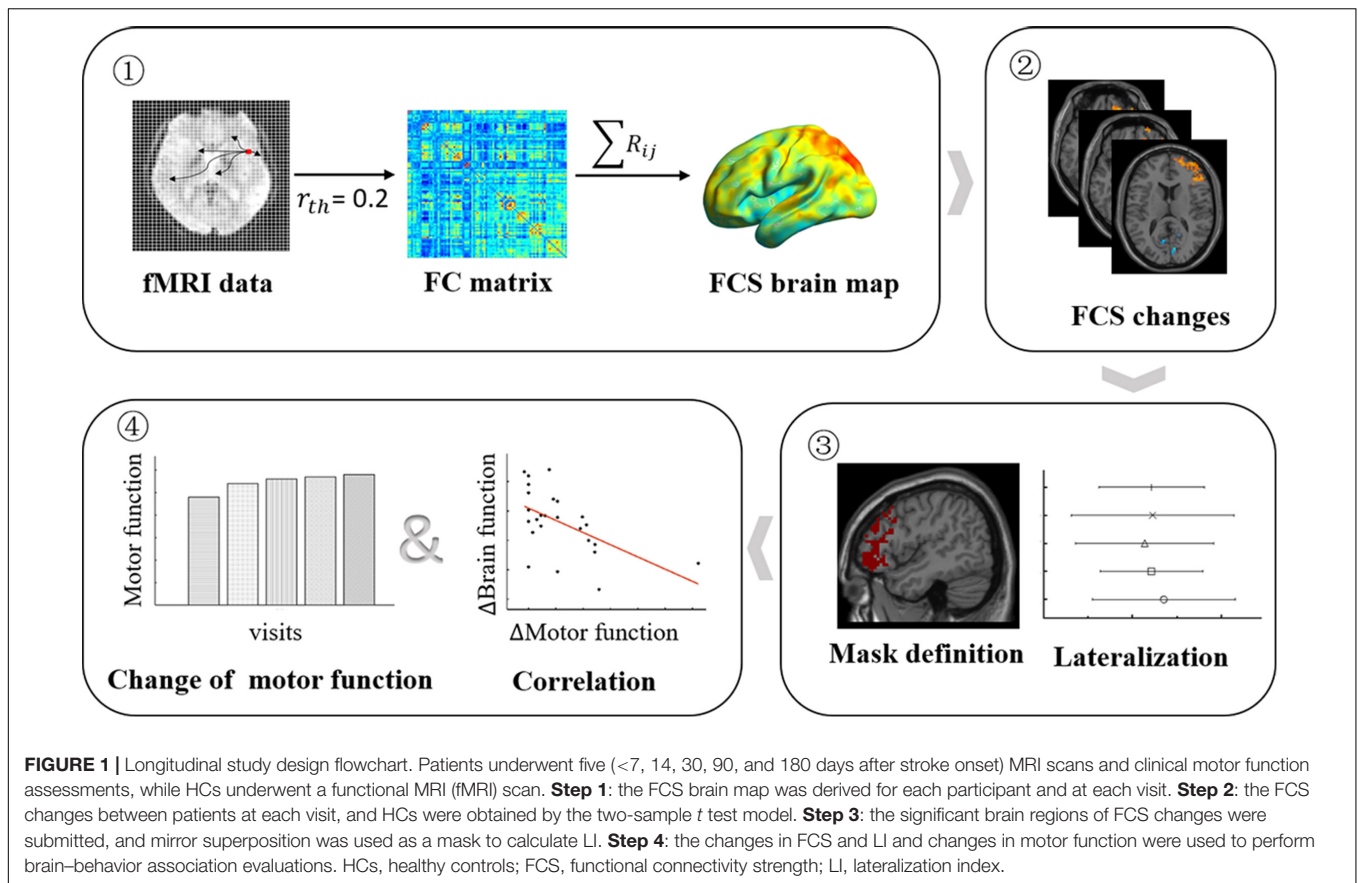 ①
r_th = 0.2
∑ R_ij
fMRI data
FC matrix
FCS brain map
②
FCS changes
④
Motor function
visits
Change of motor function
&
ΔBrain function
ΔMotor function
Correlation
③
Mask definition
Lateralization
FIGURE 1 | Longitudinal study design flowchart. Patients underwent five (<7, 14, 30, 90, and 180 days after stroke onset) MRI scans and clinical motor function
assessments, while HCs underwent a functional MRI (fMRI) scan. Step 1: the FCS brain map was derived for each participant and at each visit. Step 2: the FCS
changes between patients at each visit, and HCs were obtained by the two-sample t test model. Step 3: the significant brain regions of FCS changes were
submitted, and mirror superposition was used as a mask to calculate LI. Step 4: the changes in FCS and LI and changes in motor function were used to perform
brain–behavior association evaluations. HCs, healthy controls; FCS, functional connectivity strength; LI, lateralization index.